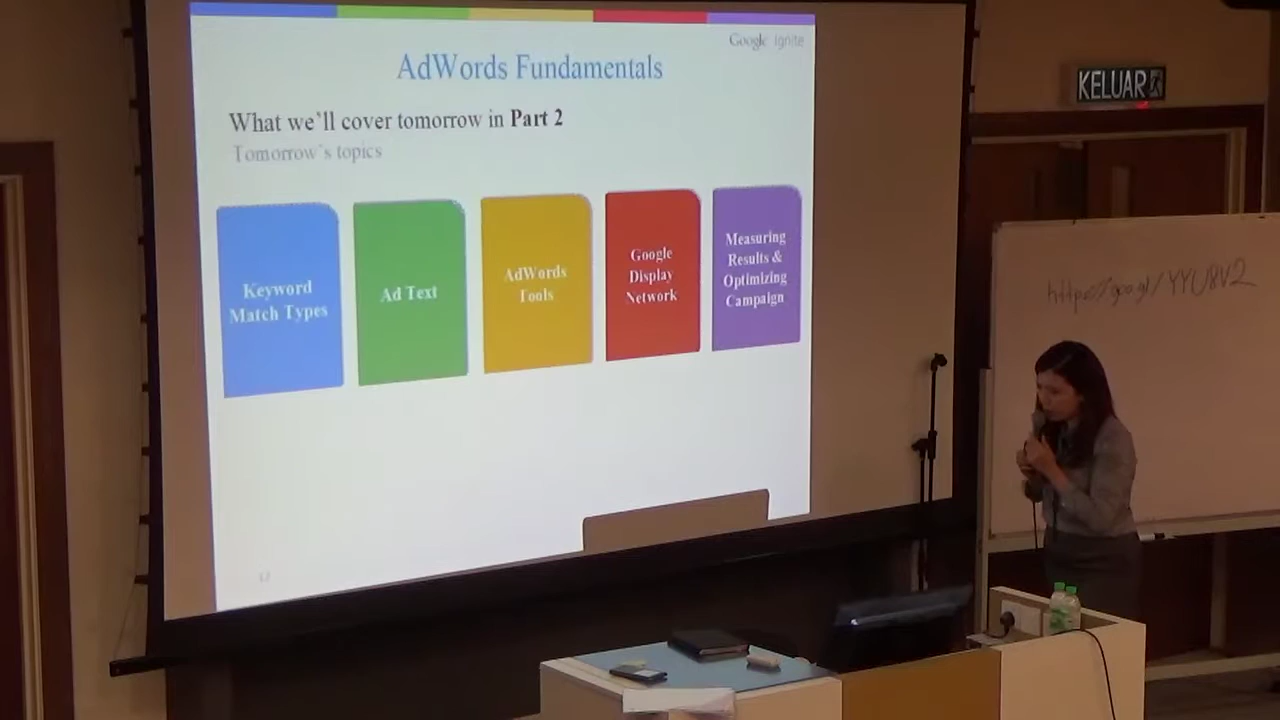 Google Ignite
AdWords Fundamentals
What we'll cover tomorrow in Part 2
Tomorrow's topics
Keyword
Match Types
Ad Text
AdWords
Tools
Google
Display
Network
Measuring
Results &
Optimizing
Campaign
KELUAR